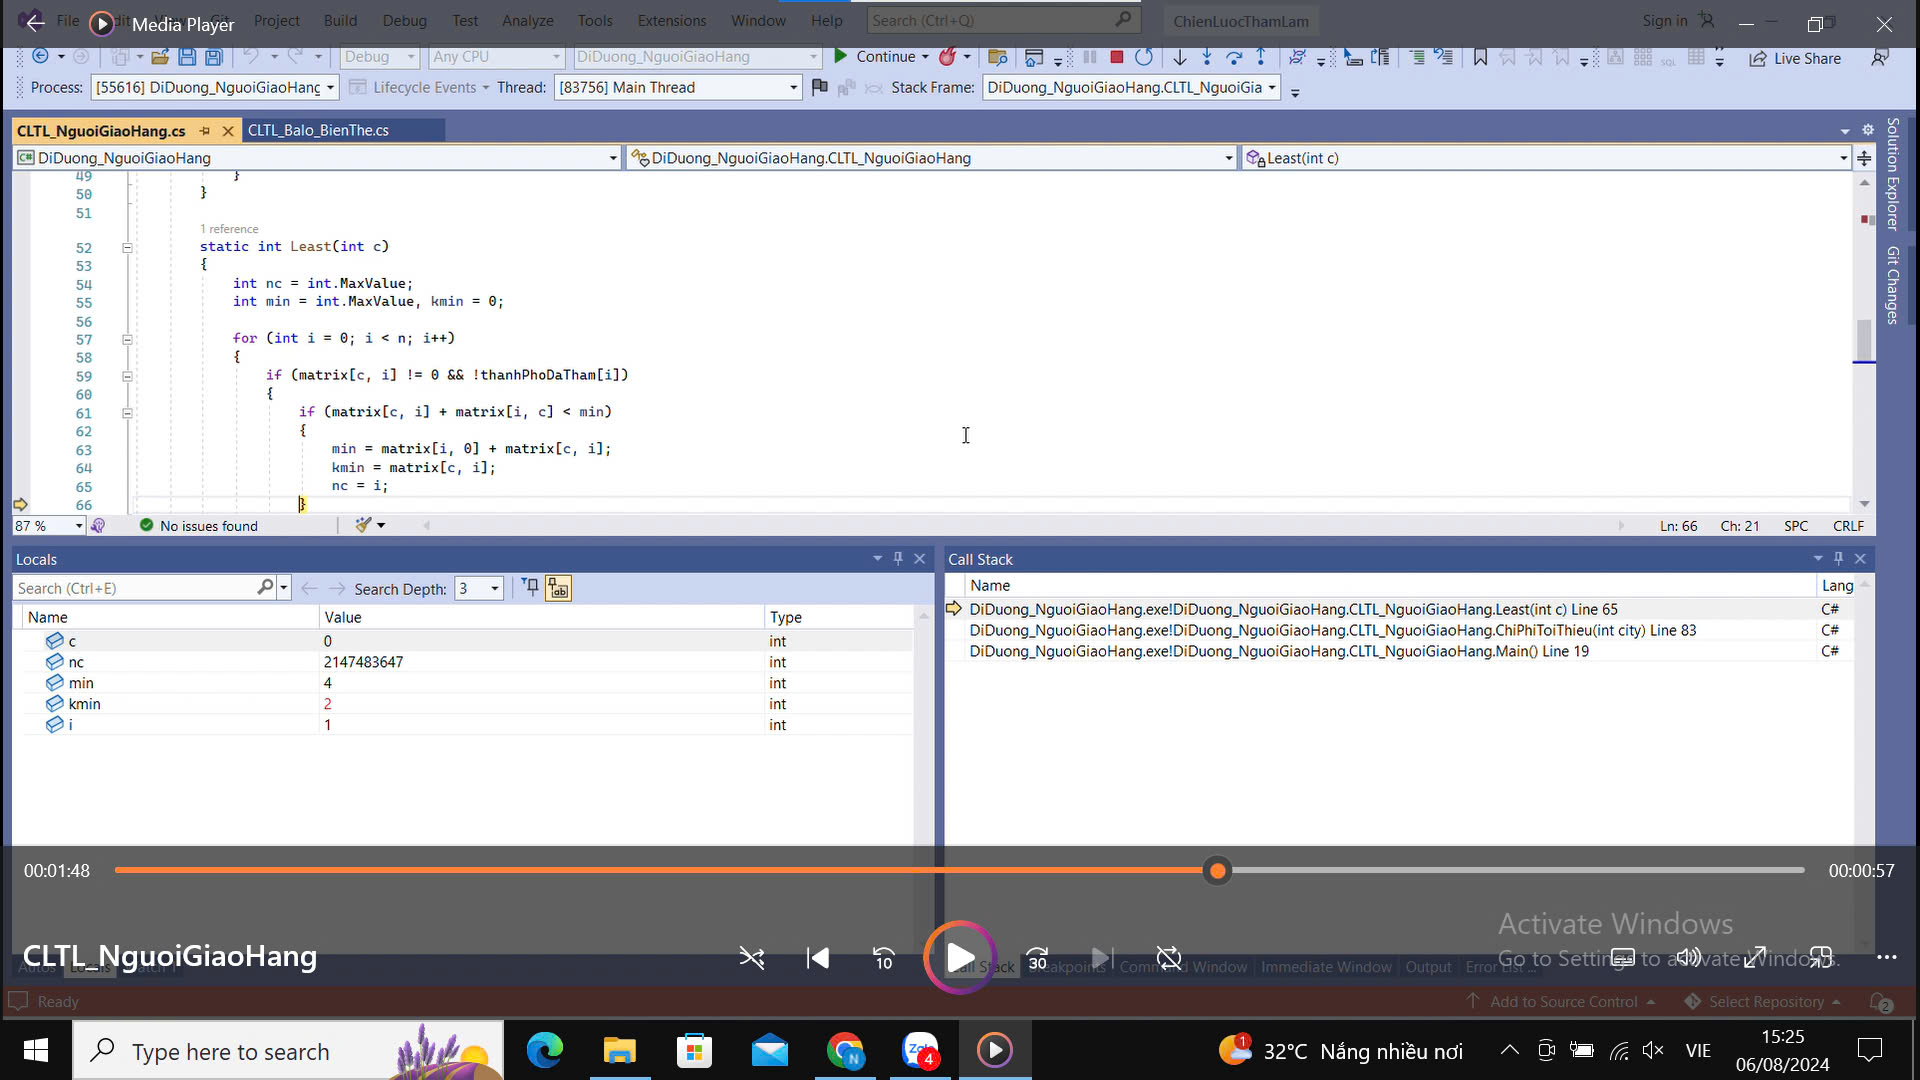 File Edit View Git Project Build Debug Test Analyze Tools Extensions Window Help Search (Ctrl+Q) ChienLuocThamLam Sign in
Media Player
Debug Any CPU DiDuong_NguoiGiaoHang Continue Live Share
Process: [55616] DiDuong_NguoiGiaoHang Lifecycle Events Thread: [83756] Main Thread Stack Frame: DiDuong_NguoiGiaoHang.CLTL_NguoiGia
CLTL_NguoiGiaoHang.cs CLTL_Balo_BienThe.cs
C# DiDuong_NguoiGiaoHang DiDuong_NguoiGiaoHang.CLTL_NguoiGiaoHang Least(int c)
Solution Explorer
Git Changes
49 }
50 }
51
1 reference
52 static int Least(int c)
53 {
54 int nc = int.MaxValue;
55 int min = int.MaxValue, kmin = 0;
56
57 for (int i = 0; i < n; i++)
58 {
59 if (matrix[c, i] != 0 && !thanhPhoDaTham[i])
60 {
61 if (matrix[c, i] + matrix[i, c] < min)
62 {
63 min = matrix[i, 0] + matrix[c, i];
64 kmin = matrix[c, i];
65 nc = i;
66 }
87 % No issues found Ln: 66 Ch: 21 SPC CRLF
Locals
Search (Ctrl+E) Search Depth: 3
Name Value Type
c 0 int
nc 2147483647 int
min 4 int
kmin 2 int
i 1 int
Call Stack
Name Lang
DiDuong_NguoiGiaoHang.exe!DiDuong_NguoiGiaoHang.CLTL_NguoiGiaoHang.Least(int c) Line 65 C#
DiDuong_NguoiGiaoHang.exe!DiDuong_NguoiGiaoHang.CLTL_NguoiGiaoHang.ChiPhiToiThieu(int city) Line 83 C#
DiDuong_NguoiGiaoHang.exe!DiDuong_NguoiGiaoHang.CLTL_NguoiGiaoHang.Main() Line 19 C#
00:01:48 00:00:57
Activate Windows
Go to Settings to activate Windows.
CLTL_NguoiGiaoHang
10 30
Autos Locals Watch 1 Call Stack Breakpoints Command Window Immediate Window Output Error List ...
Ready Add to Source Control Select Repository 2
Type here to search N Zalo 4 1 32°C Nắng nhiều nơi VIE 15:25
06/08/2024